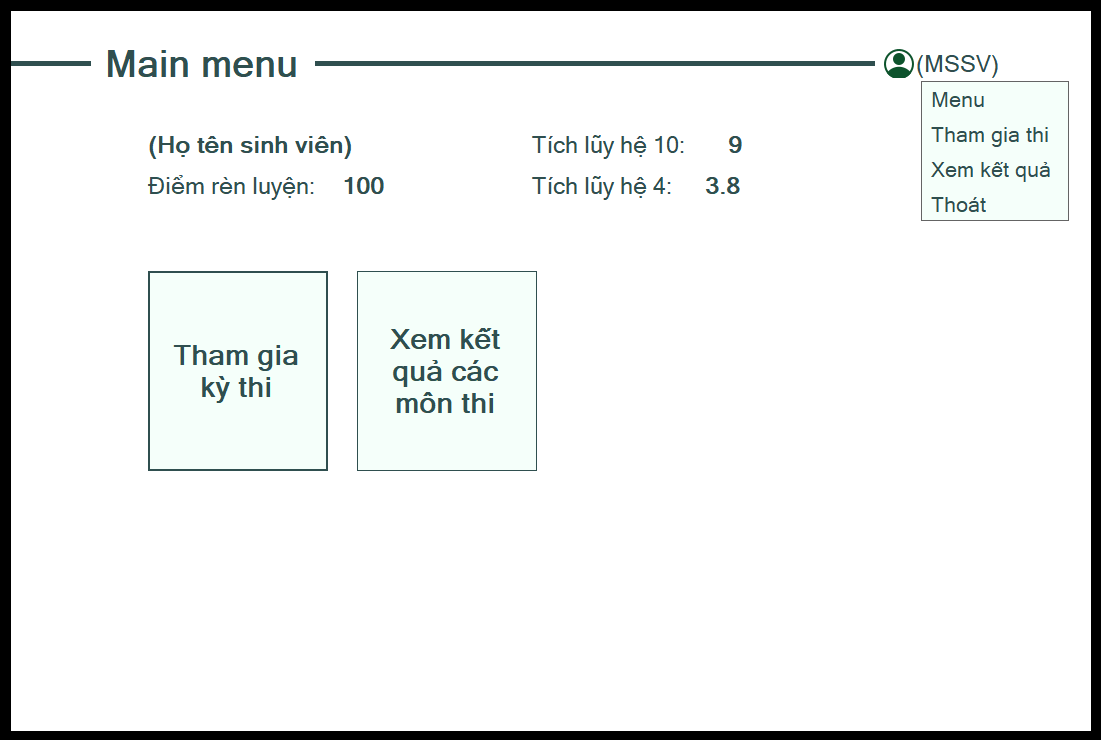 Main menu
(MSSV)
Menu
Tham gia thi
Xem kết quả
Thoát
(Họ tên sinh viên)
Tích lũy hệ 10: 9
Điểm rèn luyện: 100
Tích lũy hệ 4: 3.8
Tham gia
kỳ thi
Xem kết
quả các
môn thi